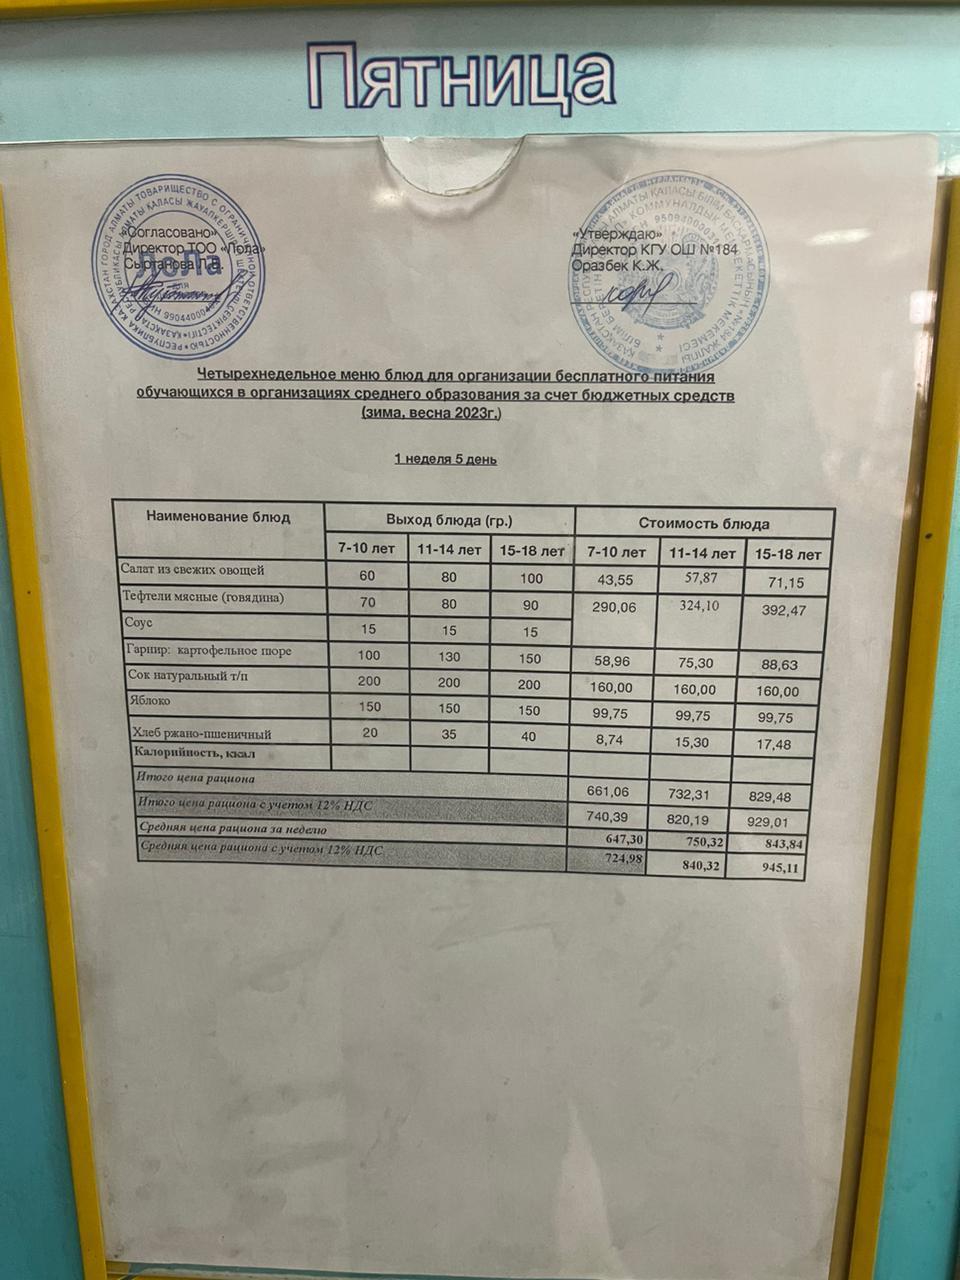 Пятница
«Согласовано»
Директор ТОО «Лола»
Сыртанова Л.Б.
ЛоЛа
«Утверждаю»
Директор КГУ ОШ №184
Оразбек К.Ж.
Четырехнедельное меню блюд для организации бесплатного питания
обучающихся в организациях среднего образования за счет бюджетных средств
(зима, весна 2023г.)
1 неделя 5 день
Наименование блюд Выход блюда (гр.) Стоимость блюда
7-10 лет 11-14 лет 15-18 лет 7-10 лет 11-14 лет 15-18 лет
Салат из свежих овощей 60 80 100 43,55 57,87 71,15
Тефтели мясные (говядина) 70 80 90 290,06 324,10 392,47
Соус 15 15 15
Гарнир: картофельное пюре 100 130 150 58,96 75,30 88,63
Сок натуральный т/п 200 200 200 160,00 160,00 160,00
Яблоко 150 150 150 99,75 99,75 99,75
Хлеб ржано-пшеничный 20 35 40 8,74 15,30 17,48
Калорийность, ккал
Итого цена рациона 661,06 732,31 829,48
Итого цена рациона с учетом 12% НДС 740,39 820,19 929,01
Средняя цена рациона за неделю 647,30 750,32 843,84
Средняя цена рациона с учетом 12% НДС 724,98 840,32 945,11